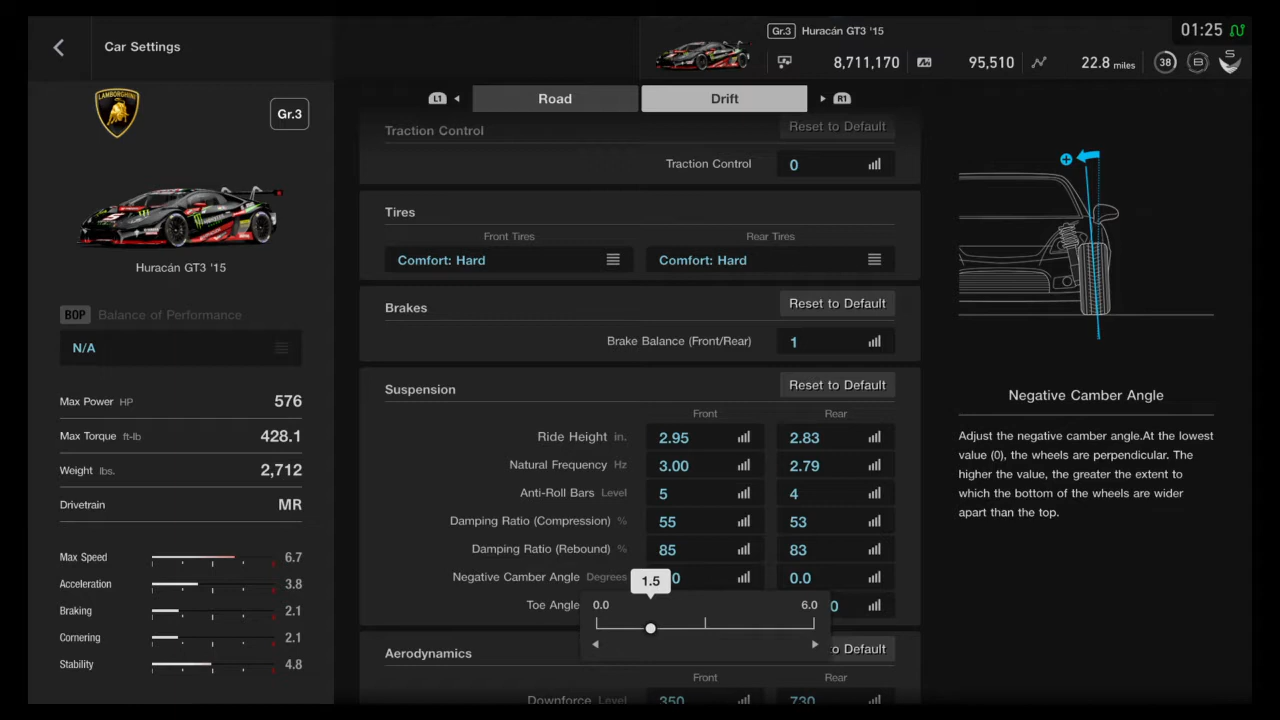 Car Settings
Gr.3 Huracán GT3 '15
01:25
8,711,170 95,510 22.8 miles 38 B S
LAMBORGHINI
Gr.3
Huracán GT3 '15
BOP Balance of Performance
N/A
Max Power HP 576
Max Torque ft-lb 428.1
Weight lbs. 2,712
Drivetrain MR
Max Speed 6.7
Acceleration 3.8
Braking 2.1
Cornering 2.1
Stability 4.8
L1 Road Drift R1
Traction Control Reset to Default
Traction Control 0
Tires
Front Tires Rear Tires
Comfort: Hard Comfort: Hard
Brakes Reset to Default
Brake Balance (Front/Rear) 1
Suspension Reset to Default
Front Rear
Ride Height in. 2.95 2.83
Natural Frequency Hz 3.00 2.79
Anti-Roll Bars Level 5 4
Damping Ratio (Compression) % 55 53
Damping Ratio (Rebound) % 85 83
Negative Camber Angle Degrees 0 0.0
1.5
Toe Angle 0
0.0 6.0
Aerodynamics o Default
Front Rear
Downforce Level 350 730
Negative Camber Angle
Adjust the negative camber angle.At the lowest
value (0), the wheels are perpendicular. The
higher the value, the greater the extent to
which the bottom of the wheels are wider
apart than the top.